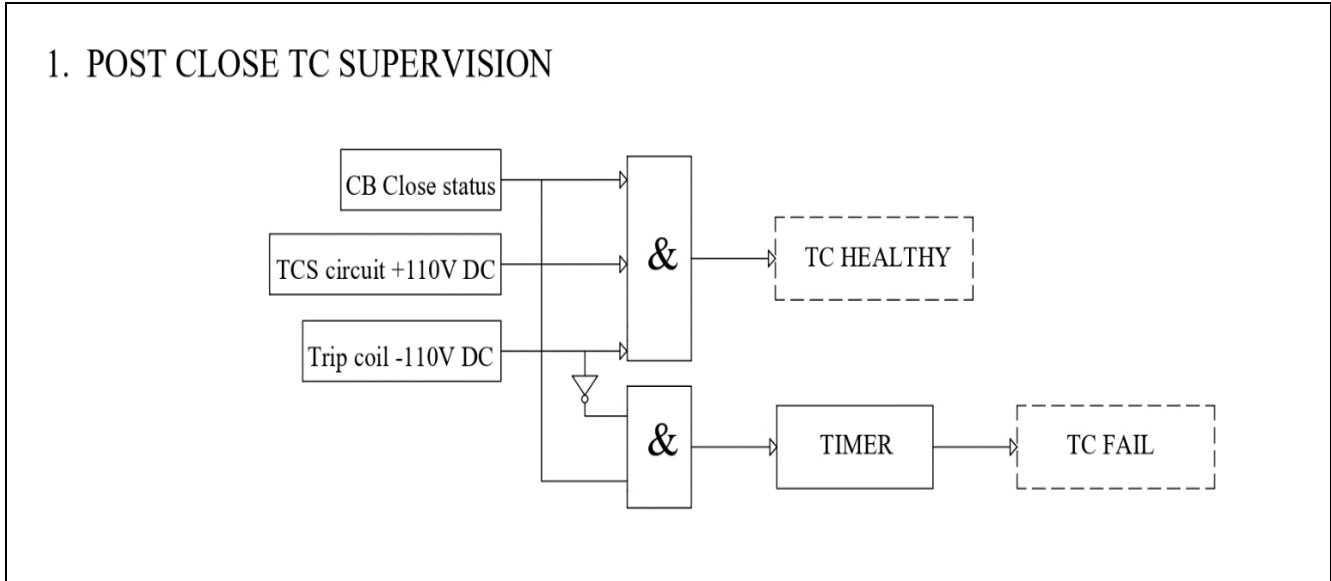 1. POST CLOSE TC SUPERVISION
CB Close status
TCS circuit +110V DC
Trip coil -110V DC
&
TC HEALTHY
&
TIMER
TC FAIL